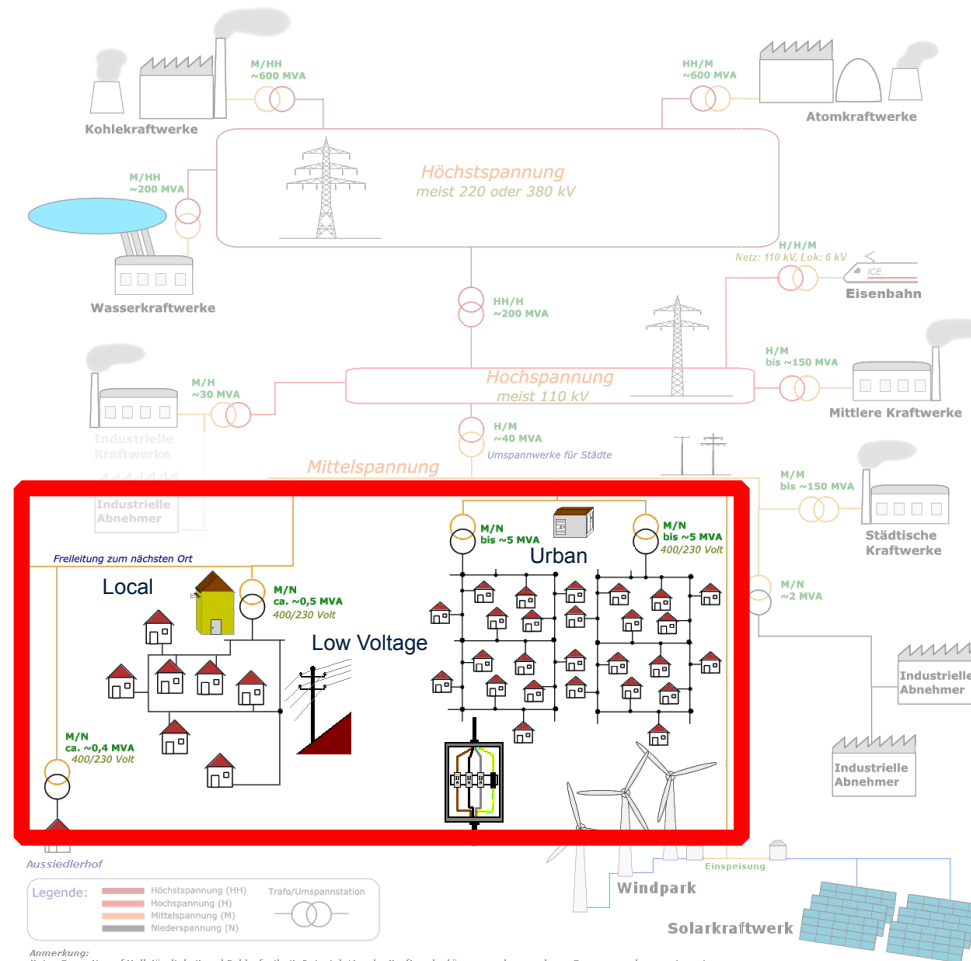 M/HH
~600 MVA
HH/M
~600 MVA
Kohlekraftwerke
Atomkraftwerke
Höchstspannung
meist 220 oder 380 kV
M/HH
~200 MVA
Wasserkraftwerke
H/H/M
Netz: 110 kV, Lok: 6 kV
ICE
Eisenbahn
HH/H
~200 MVA
H/M
bis ~150 MVA
M/H
~30 MVA
Hochspannung
meist 110 kV
Mittlere Kraftwerke
Industrielle
Kraftwerke
H/M
~40 MVA
Umspannwerke für Städte
Mittelspannung
M/M
bis ~150 MVA
Industrielle
Abnehmer
Städtische
Kraftwerke
M/N
bis ~5 MVA
M/N
bis ~5 MVA
400/230 Volt
Urban
Freileitung zum nächsten Ort
Local
M/N
ca. ~0,5 MVA
400/230 Volt
M/N
~2 MVA
Low Voltage
Industrielle
Abnehmer
M/N
ca. ~0,4 MVA
400/230 Volt
Industrielle
Abnehmer
Aussiedlerhof
Einspeisung
Windpark
Solarkraftwerk
Legende:
Höchstspannung (HH)
Hochspannung (H)
Mittelspannung (M)
Niederspannung (N)
Trafo/Umspannstation
Anmerkung: